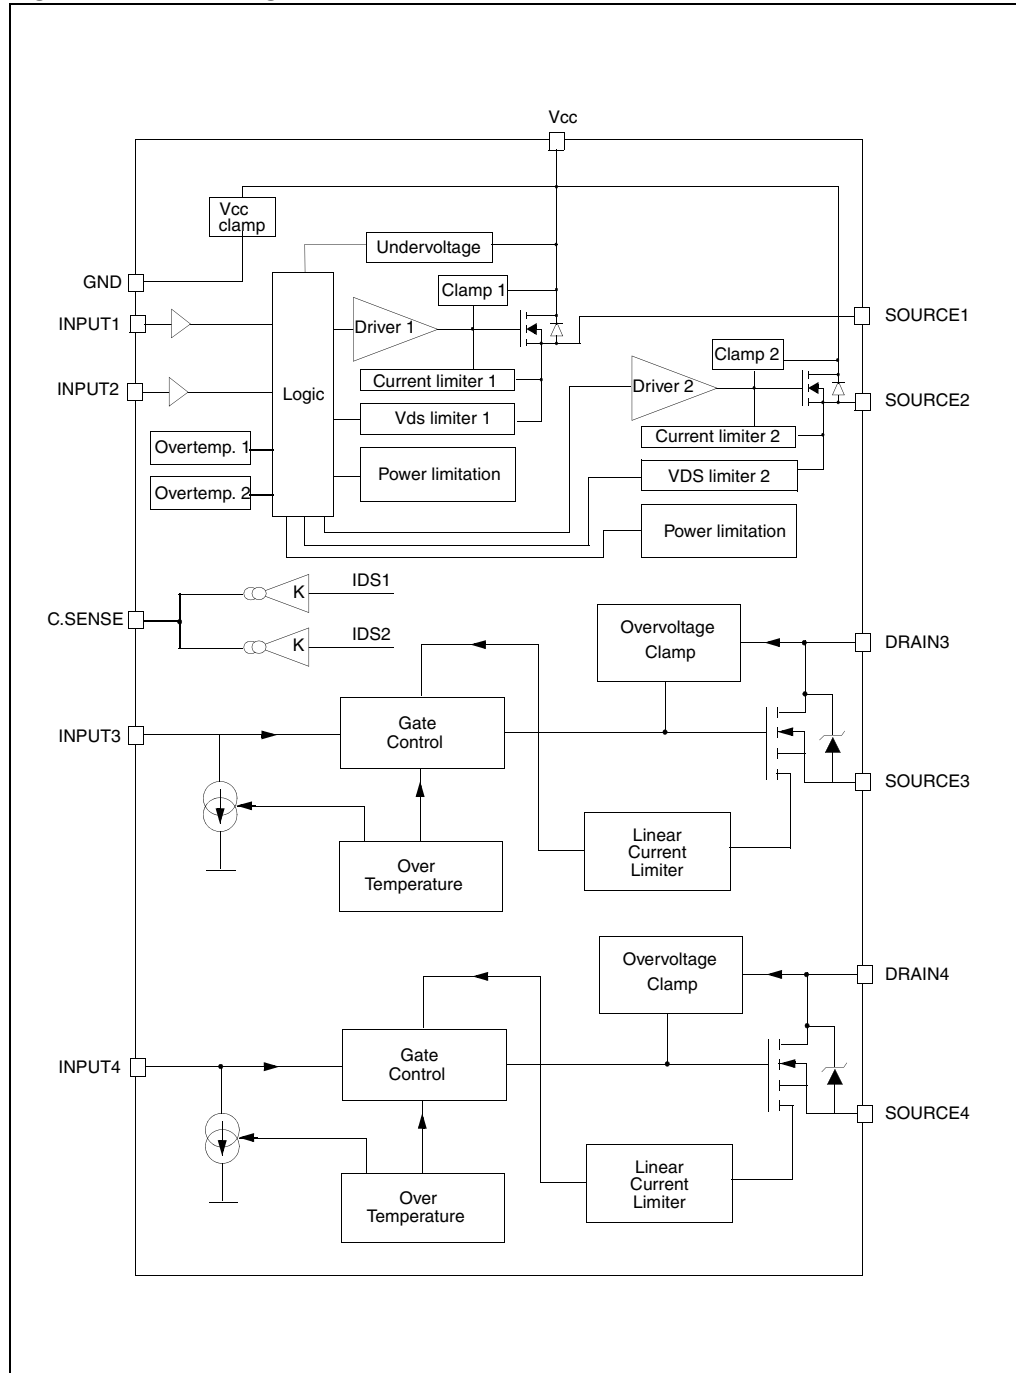 Vcc
Vcc
clamp
Undervoltage
GND
Clamp 1
INPUT1
Driver 1
SOURCE1
Clamp 2
INPUT2
Current limiter 1
Logic
Driver 2
SOURCE2
Vds limiter 1
Current limiter 2
Overtemp. 1
Power limitation
VDS limiter 2
Overtemp. 2
Power limitation
K
IDS1
C.SENSE
K
IDS2
Overvoltage
Clamp
DRAIN3
INPUT3
Gate
Control
SOURCE3
Over
Temperature
Linear
Current
Limiter
Overvoltage
Clamp
DRAIN4
INPUT4
Gate
Control
SOURCE4
Over
Temperature
Linear
Current
Limiter